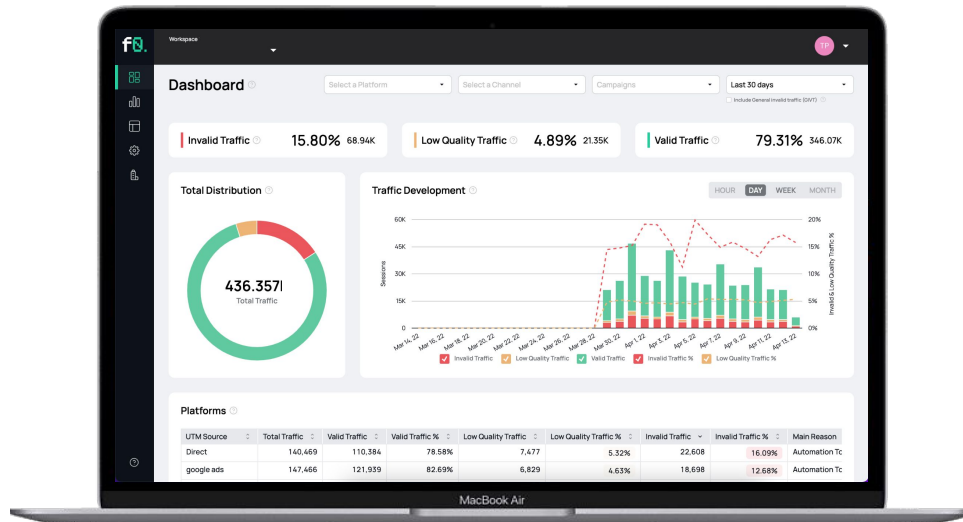 f0.
Workspace
TP
Dashboard
Select a Platform
Select a Channel
Campaigns
Last 30 days
Include General invalid traffic (GIVT)
Invalid Traffic 15.80% 68.94K
Low Quality Traffic 4.89% 21.35K
Valid Traffic 79.31% 346.07K
Total Distribution
436.357
Total Traffic
Traffic Development
HOUR DAY WEEK MONTH
60K 20%
45K 15%
30K 10%
15K 5%
0 0%
Sessions
Invalid & Low Quality Traffic %
Mar 14, 22 Mar 16, 22 Mar 18, 22 Mar 20, 22 Mar 22, 22 Mar 24, 22 Mar 26, 22 Mar 28, 22 Mar 30, 22 Apr 1, 22 Apr 3, 22 Apr 5, 22 Apr 7, 22 Apr 9, 22 Apr 11, 22 Apr 13, 22
Invalid Traffic Low Quality Traffic Valid Traffic Invalid Traffic % Low Quality Traffic %
Platforms
UTM Source Total Traffic Valid Traffic Valid Traffic % Low Quality Traffic Low Quality Traffic % Invalid Traffic Invalid Traffic % Main Reason
Direct 140,469 110,384 78.58% 7,477 5.32% 22,608 16.09% Automation To
google ads 147,466 121,939 82.69% 6,829 4.63% 18,698 12.68% Automation To
MacBook Air